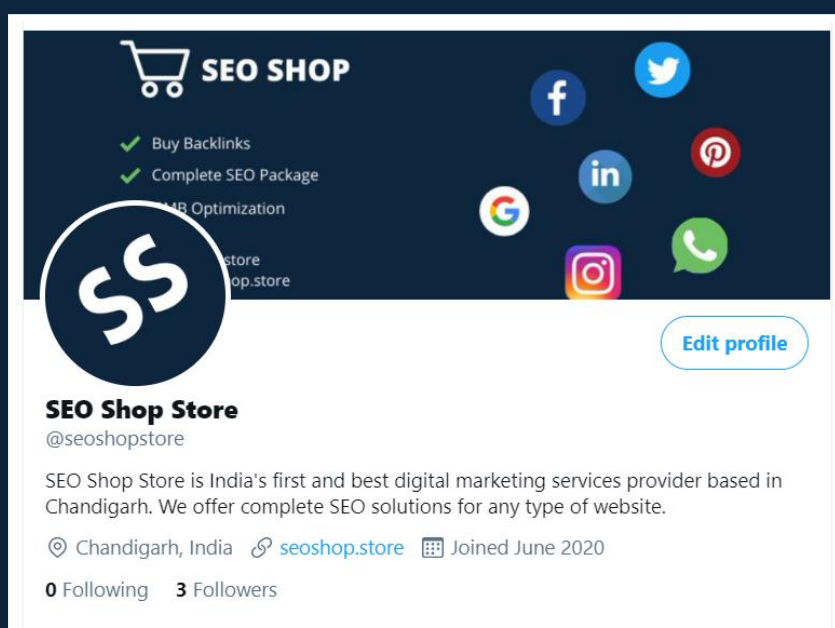 SEO SHOP
Buy Backlinks
Complete SEO Package
Optimization
store
op.store
SS
Edit profile
SEO Shop Store
@seoshopstore
SEO Shop Store is India's first and best digital marketing services provider based in
Chandigarh. We offer complete SEO solutions for any type of website.
Chandigarh, India seoshop.store Joined June 2020
0 Following 3 Followers